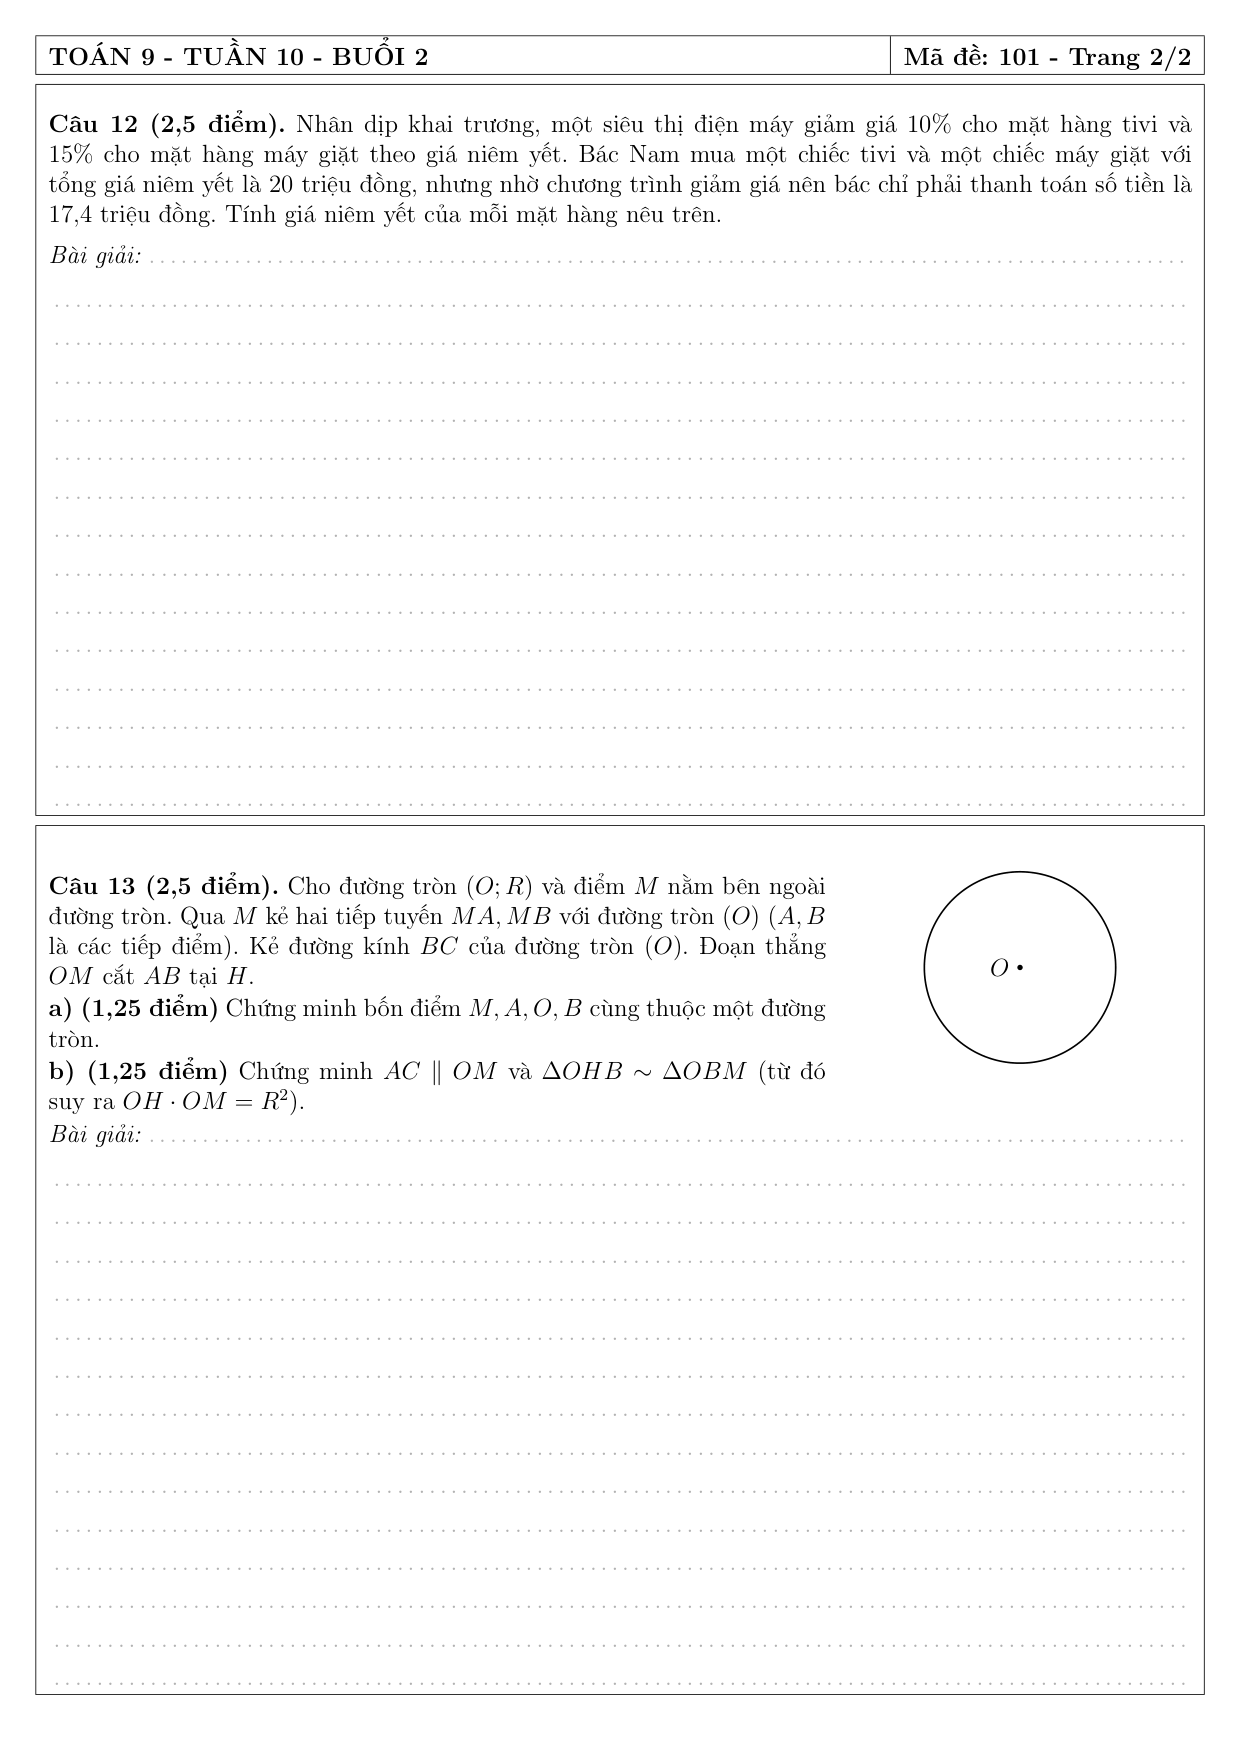 TOÁN 9 - TUẦN 10 - BUỔI 2
Mã đề: 101 - Trang 2/2
Câu 12 (2,5 điểm). Nhân dịp khai trương, một siêu thị điện máy giảm giá 10% cho mặt hàng tivi và
15% cho mặt hàng máy giặt theo giá niêm yết. Bác Nam mua một chiếc tivi và một chiếc máy giặt với
tổng giá niêm yết là 20 triệu đồng, nhưng nhờ chương trình giảm giá nên bác chỉ phải thanh toán số tiền là
17,4 triệu đồng. Tính giá niêm yết của mỗi mặt hàng nêu trên.
Bài giải:
Câu 13 (2,5 điểm). Cho đường tròn (O; R) và điểm M nằm bên ngoài
đường tròn. Qua M kẻ hai tiếp tuyến MA, MB với đường tròn (O) (A, B
là các tiếp điểm). Kẻ đường kính BC của đường tròn (O). Đoạn thẳng
OM cắt AB tại H.
a) (1,25 điểm) Chứng minh bốn điểm M, A, O, B cùng thuộc một đường
tròn.
b) (1,25 điểm) Chứng minh AC ∥ OM và ΔOHB ∼ ΔOBM (từ đó
suy ra OH · OM = R²).
O
Bài giải: